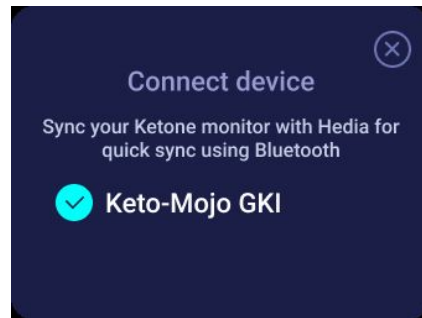 Connect device
Sync your Ketone monitor with Hedia for
quick sync using Bluetooth
Keto-Mojo GKI